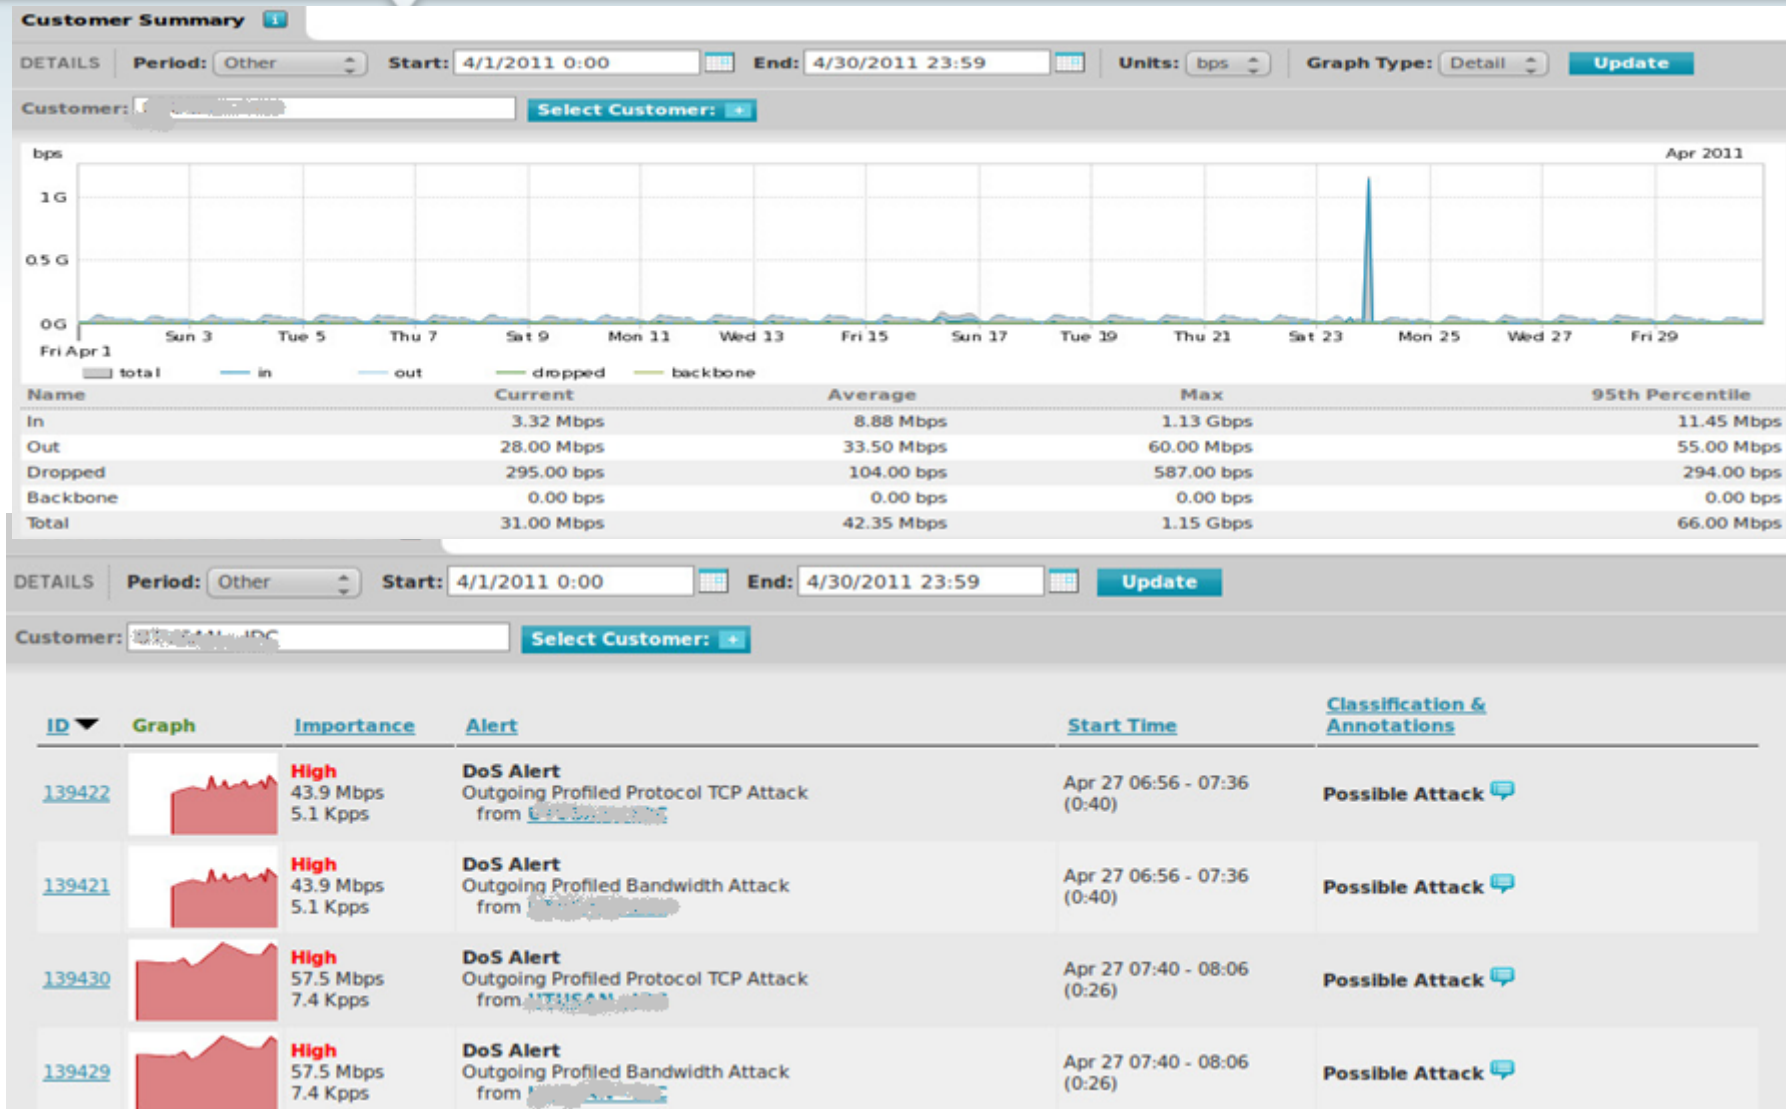 Customer Summary i
DETAILS Period: Other Start: 4/1/2011 0:00 End: 4/30/2011 23:59 Units: bps Graph Type: Detail Update
Customer: Select Customer: +
bps Apr 2011
1 G
0.5 G
0 G
Sun 3 Tue 5 Thu 7 Sat 9 Mon 11 Wed 13 Fri 15 Sun 17 Tue 19 Thu 21 Sat 23 Mon 25 Wed 27 Fri 29
Fri Apr 1
total in out dropped backbone
Name Current Average Max 95th Percentile
In 3.32 Mbps 8.88 Mbps 1.13 Gbps 11.45 Mbps
Out 28.00 Mbps 33.50 Mbps 60.00 Mbps 55.00 Mbps
Dropped 295.00 bps 104.00 bps 587.00 bps 294.00 bps
Backbone 0.00 bps 0.00 bps 0.00 bps 0.00 bps
Total 31.00 Mbps 42.35 Mbps 1.15 Gbps 66.00 Mbps
DETAILS Period: Other Start: 4/1/2011 0:00 End: 4/30/2011 23:59 Update
Customer: Select Customer: +
Classification &
ID Graph Importance Alert Start Time Annotations
High DoS Alert
139422 43.9 Mbps Outgoing Profiled Protocol TCP Attack Apr 27 06:56 - 07:36 Possible Attack
5.1 Kpps from (0:40)
High DoS Alert
139421 43.9 Mbps Outgoing Profiled Bandwidth Attack Apr 27 06:56 - 07:36 Possible Attack
5.1 Kpps from (0:40)
High DoS Alert
139430 57.5 Mbps Outgoing Profiled Protocol TCP Attack Apr 27 07:40 - 08:06 Possible Attack
7.4 Kpps from (0:26)
High DoS Alert
139429 57.5 Mbps Outgoing Profiled Bandwidth Attack Apr 27 07:40 - 08:06 Possible Attack
7.4 Kpps from (0:26)